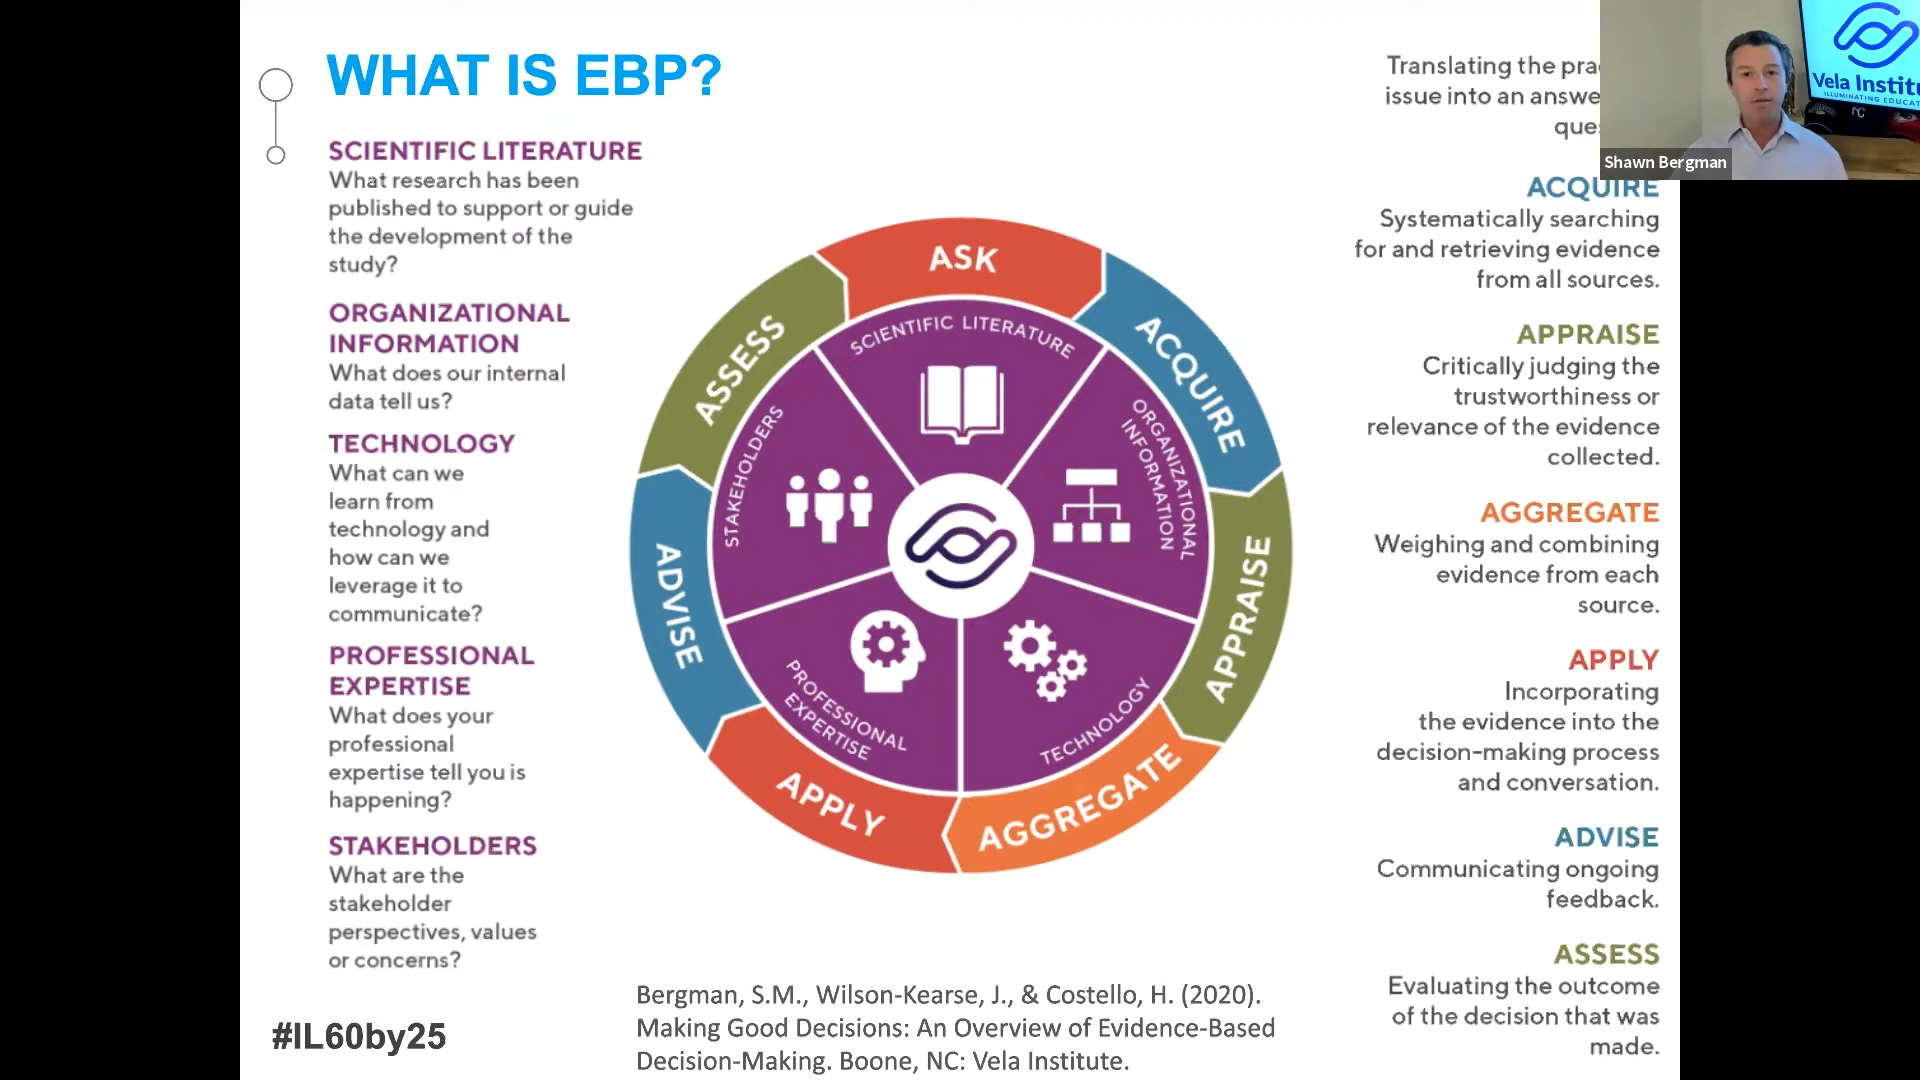 WHAT IS EBP?
SCIENTIFIC LITERATURE
What research has been
published to support or guide
the development of the
study?
ORGANIZATIONAL
INFORMATION
What does our internal
data tell us?
TECHNOLOGY
What can we
learn from
technology and
how can we
leverage it to
communicate?
PROFESSIONAL
EXPERTISE
What does your
professional
expertise tell you is
happening?
STAKEHOLDERS
What are the
stakeholder
perspectives, values
or concerns?
#IL60by25
ASK
ACQUIRE
APPRAISE
AGGREGATE
APPLY
ADVISE
ASSESS
SCIENTIFIC LITERATURE
ORGANIZATIONAL
INFORMATION
TECHNOLOGY
PROFESSIONAL
EXPERTISE
STAKEHOLDERS
Bergman, S.M., Wilson-Kearse, J., & Costello, H. (2020).
Making Good Decisions: An Overview of Evidence-Based
Decision-Making. Boone, NC: Vela Institute.
Translating the
issue into an
ACQUIRE
Systematically searching
for and retrieving evidence
from all sources.
APPRAISE
Critically judging the
trustworthiness or
relevance of the evidence
collected.
AGGREGATE
Weighing and combining
evidence from each
source.
APPLY
Incorporating
the evidence into the
decision-making process
and conversation.
ADVISE
Communicating ongoing
feedback.
ASSESS
Evaluating the outcome
of the decision that was
made.
Vela Institu
ILLUMINATING EDUCAT
KC
Shawn Bergman